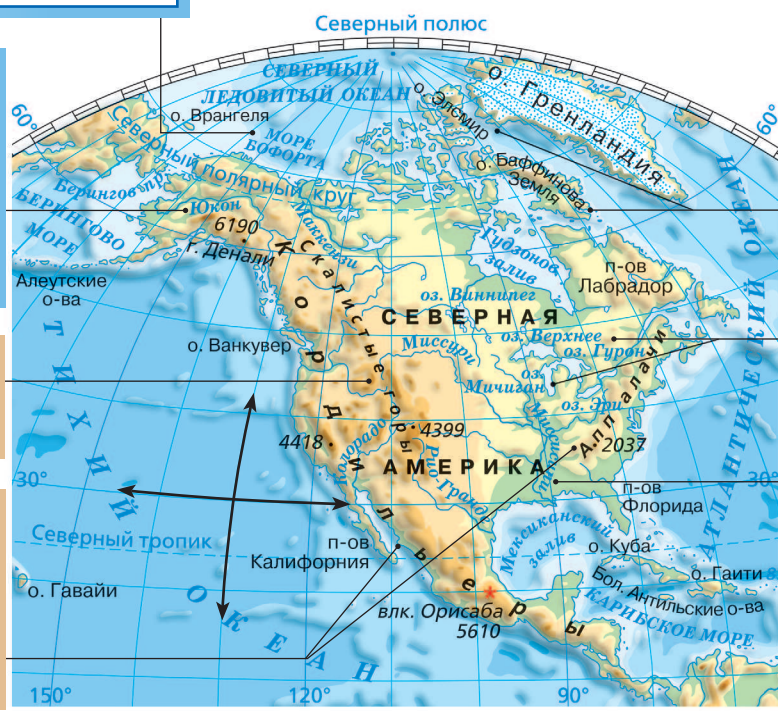 Северный полюс
СЕВЕРНЫЙ
ЛЕДОВИТЫЙ ОКЕАН
60°
60°
о. Врангеля
МОРЕ
БОФОРТА
о. Элсмир
о. Гренландия
о. Баффинова
Земля
Северный полярный круг
Берингов пр.
БЕРИНГОВО
МОРЕ
Юкон
6190
г. Денали
Маккензи
Гудзонов
залив
п-ов
Лабрадор
Алеутские
о-ва
Скалистые горы
Кордильеры
оз. Виннипег
СЕВЕРНАЯ
АМЕРИКА
о. Ванкувер
Миссури
оз. Верхнее
оз. Гурон
оз.
Мичиган
оз. Эри
Миссисипи
Аппалачи
4418
Колорадо
4399
2037
Рио-Гранде
30°
30°
п-ов
Флорида
ТИХИЙ
ОКЕАН
АТЛАНТИЧЕСКИЙ ОКЕАН
Северный тропик
п-ов
Калифорния
Мексиканский
залив
о. Куба
о. Гаити
Бол. Антильские о-ва
КАРИБСКОЕ МОРЕ
о. Гавайи
влк. Орисаба
5610
150°
120°
90°